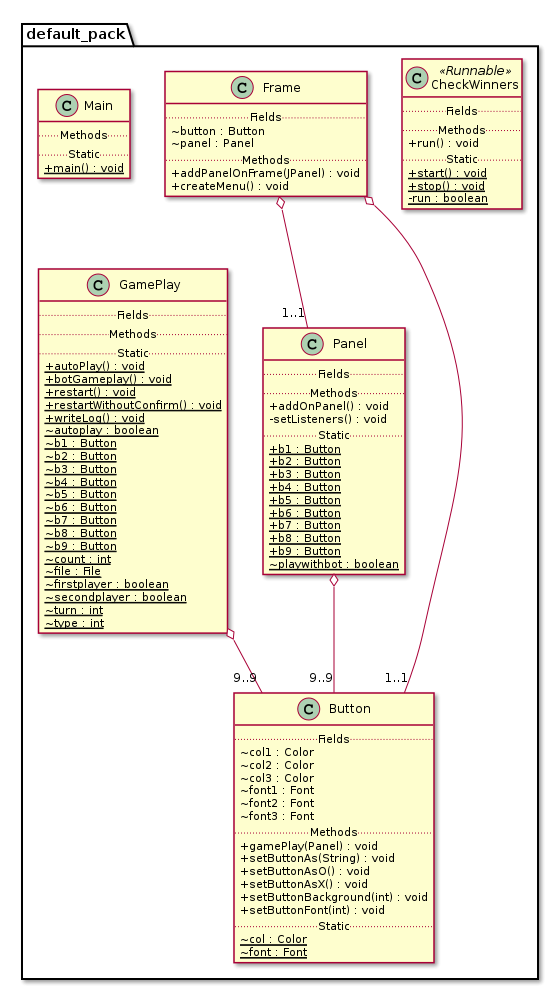 default_pack
C Main
Methods
Static
+main() : void
C Frame
Fields
~button : Button
~panel : Panel
Methods
+addPanelOnFrame(JPanel) : void
+createMenu() : void
C «Runnable»
CheckWinners
Fields
Methods
+run() : void
Static
+start() : void
+stop() : void
-run : boolean
C GamePlay
Fields
Methods
Static
+autoPlay() : void
+botGameplay() : void
+restart() : void
+restartWithoutConfirm() : void
+writeLog() : void
~autoplay : boolean
~b1 : Button
~b2 : Button
~b3 : Button
~b4 : Button
~b5 : Button
~b6 : Button
~b7 : Button
~b8 : Button
~b9 : Button
~count : int
~file : File
~firstplayer : boolean
~secondplayer : boolean
~turn : int
~type : int
1..1
C Panel
Fields
Methods
+addOnPanel() : void
-setListeners() : void
Static
+b1 : Button
+b2 : Button
+b3 : Button
+b4 : Button
+b5 : Button
+b6 : Button
+b7 : Button
+b8 : Button
+b9 : Button
~playwithbot : boolean
9..9
9..9
1..1
C Button
Fields
~col1 : Color
~col2 : Color
~col3 : Color
~font1 : Font
~font2 : Font
~font3 : Font
Methods
+gamePlay(Panel) : void
+setButtonAs(String) : void
+setButtonAsO() : void
+setButtonAsX() : void
+setButtonBackground(int) : void
+setButtonFont(int) : void
Static
~col : Color
~font : Font